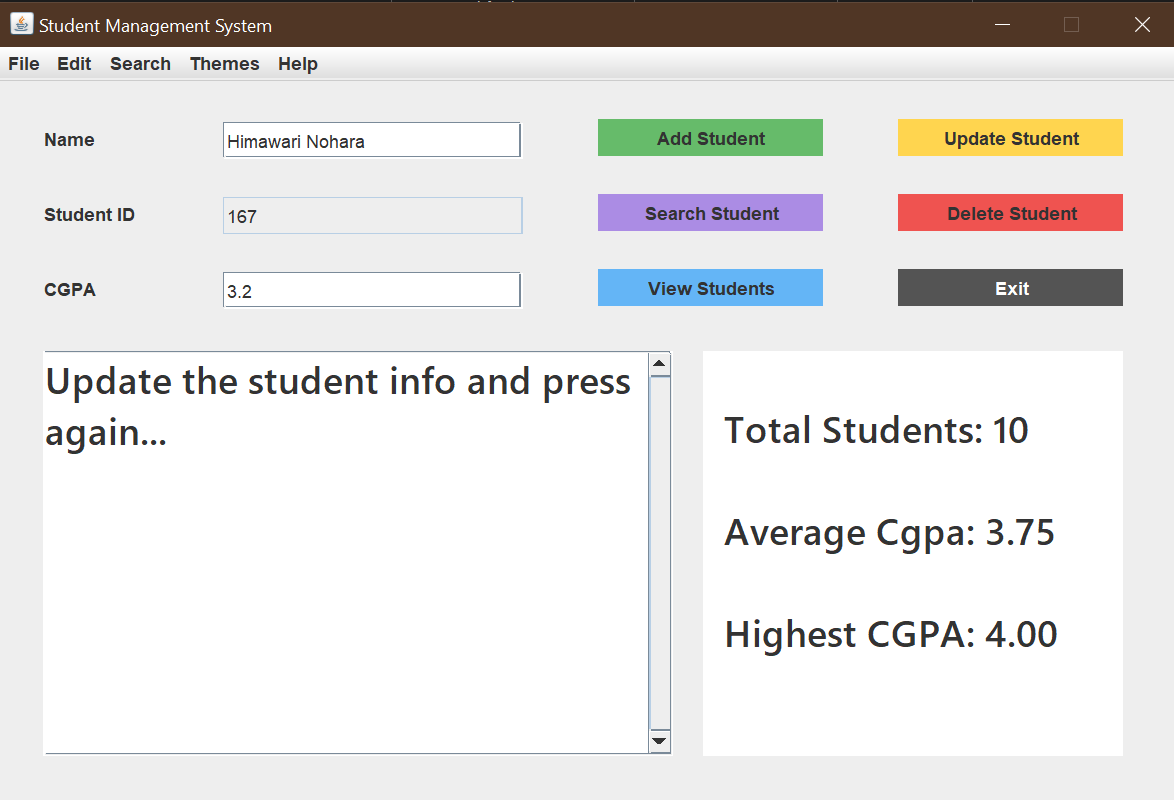 Student Management System
File Edit Search Themes Help
Name
Himawari Nohara
Add Student
Update Student
Student ID
167
Search Student
Delete Student
CGPA
3.2
View Students
Exit
Update the student info and press
again...
Total Students: 10
Average Cgpa: 3.75
Highest CGPA: 4.00